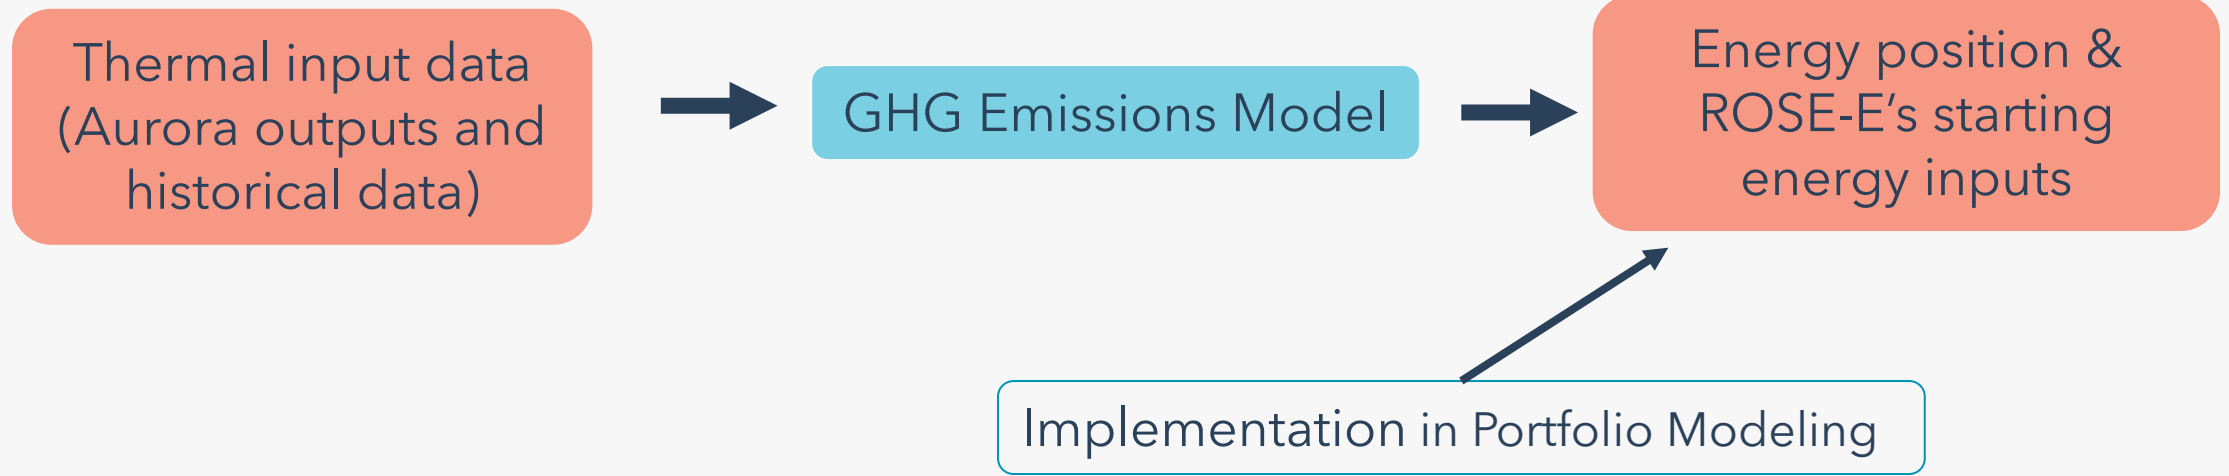 Thermal input data
(Aurora outputs and
historical data)
GHG Emissions Model
Energy position &
ROSE-E’s starting
energy inputs
Implementation in Portfolio Modeling